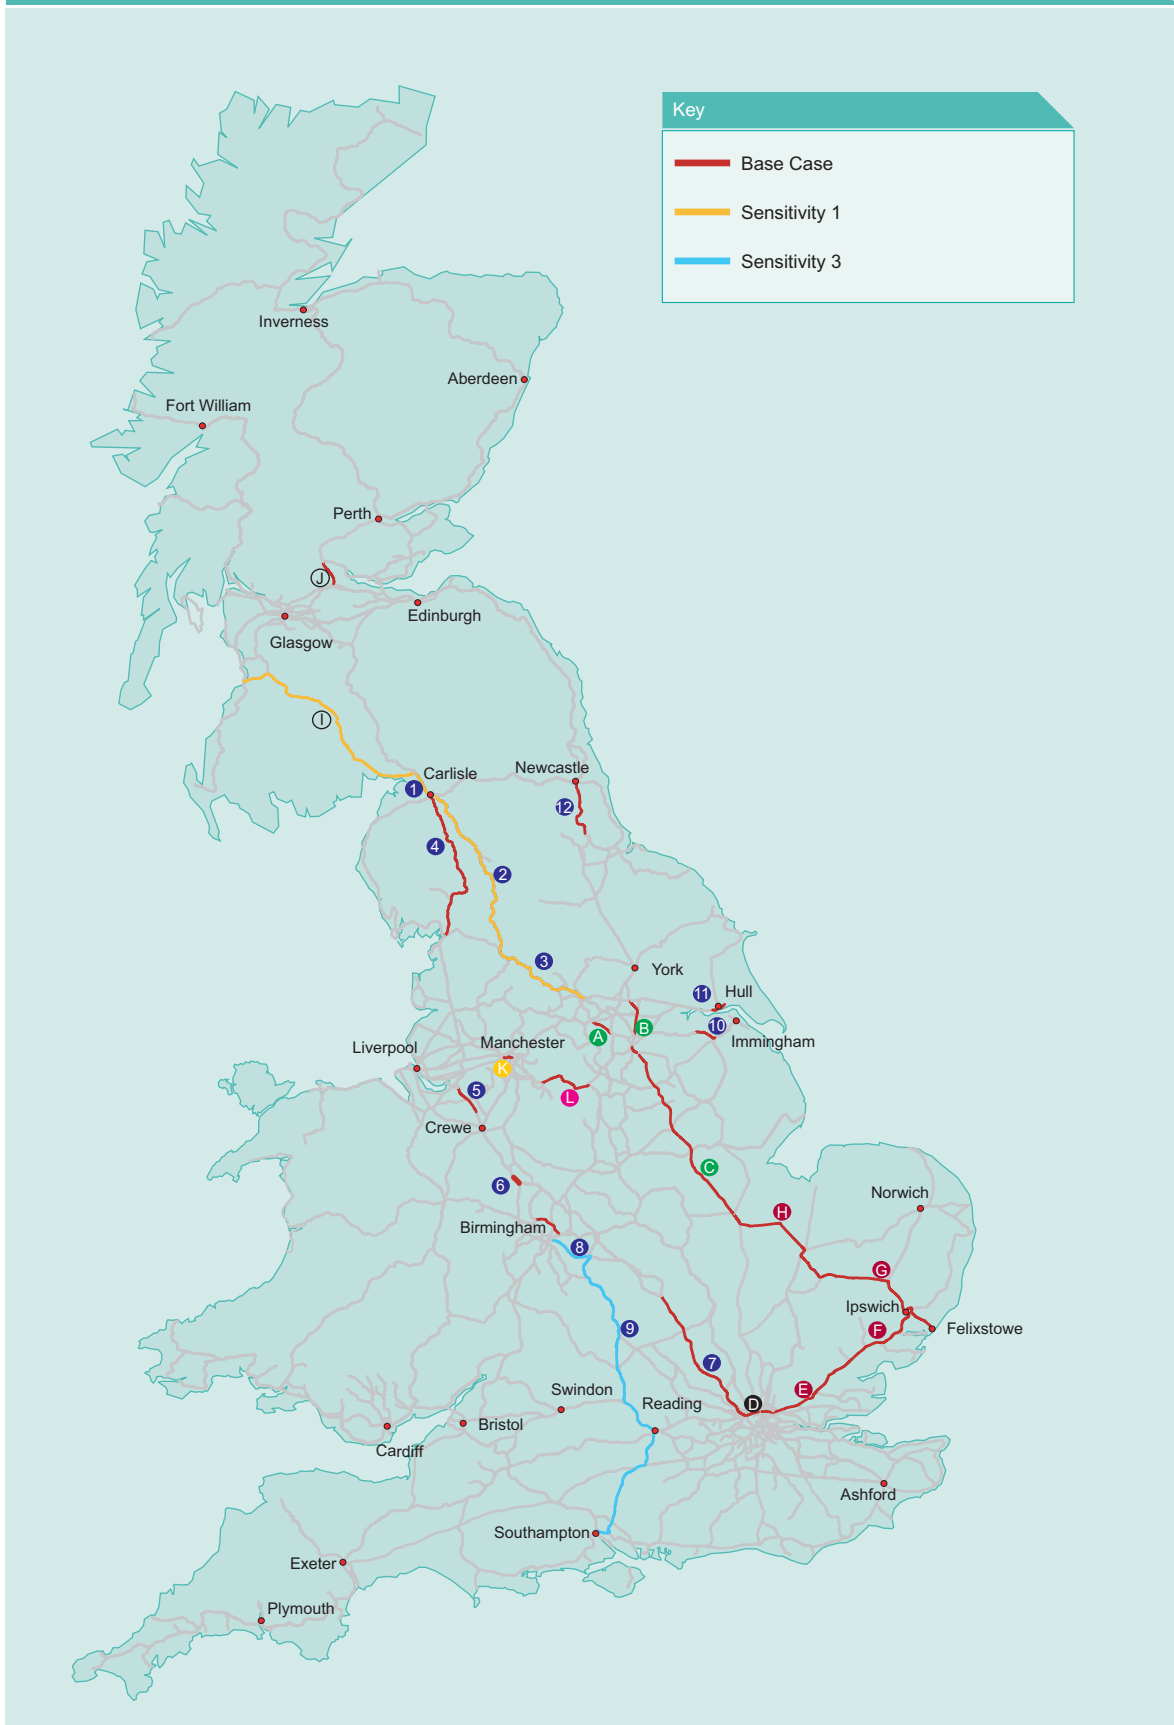 Key
Base Case
Sensitivity 1
Sensitivity 3
Inverness
Aberdeen
Fort William
Perth
J
Edinburgh
Glasgow
I
Carlisle
Newcastle
1
12
4
2
3
York
11
Hull
10
Immingham
B
A
Manchester
Liverpool
K
5
L
Crewe
C
6
Norwich
H
Birmingham
8
G
Ipswich
Felixstowe
9
F
7
E
Swindon
Reading
D
Bristol
Cardiff
Ashford
Southampton
Exeter
Plymouth